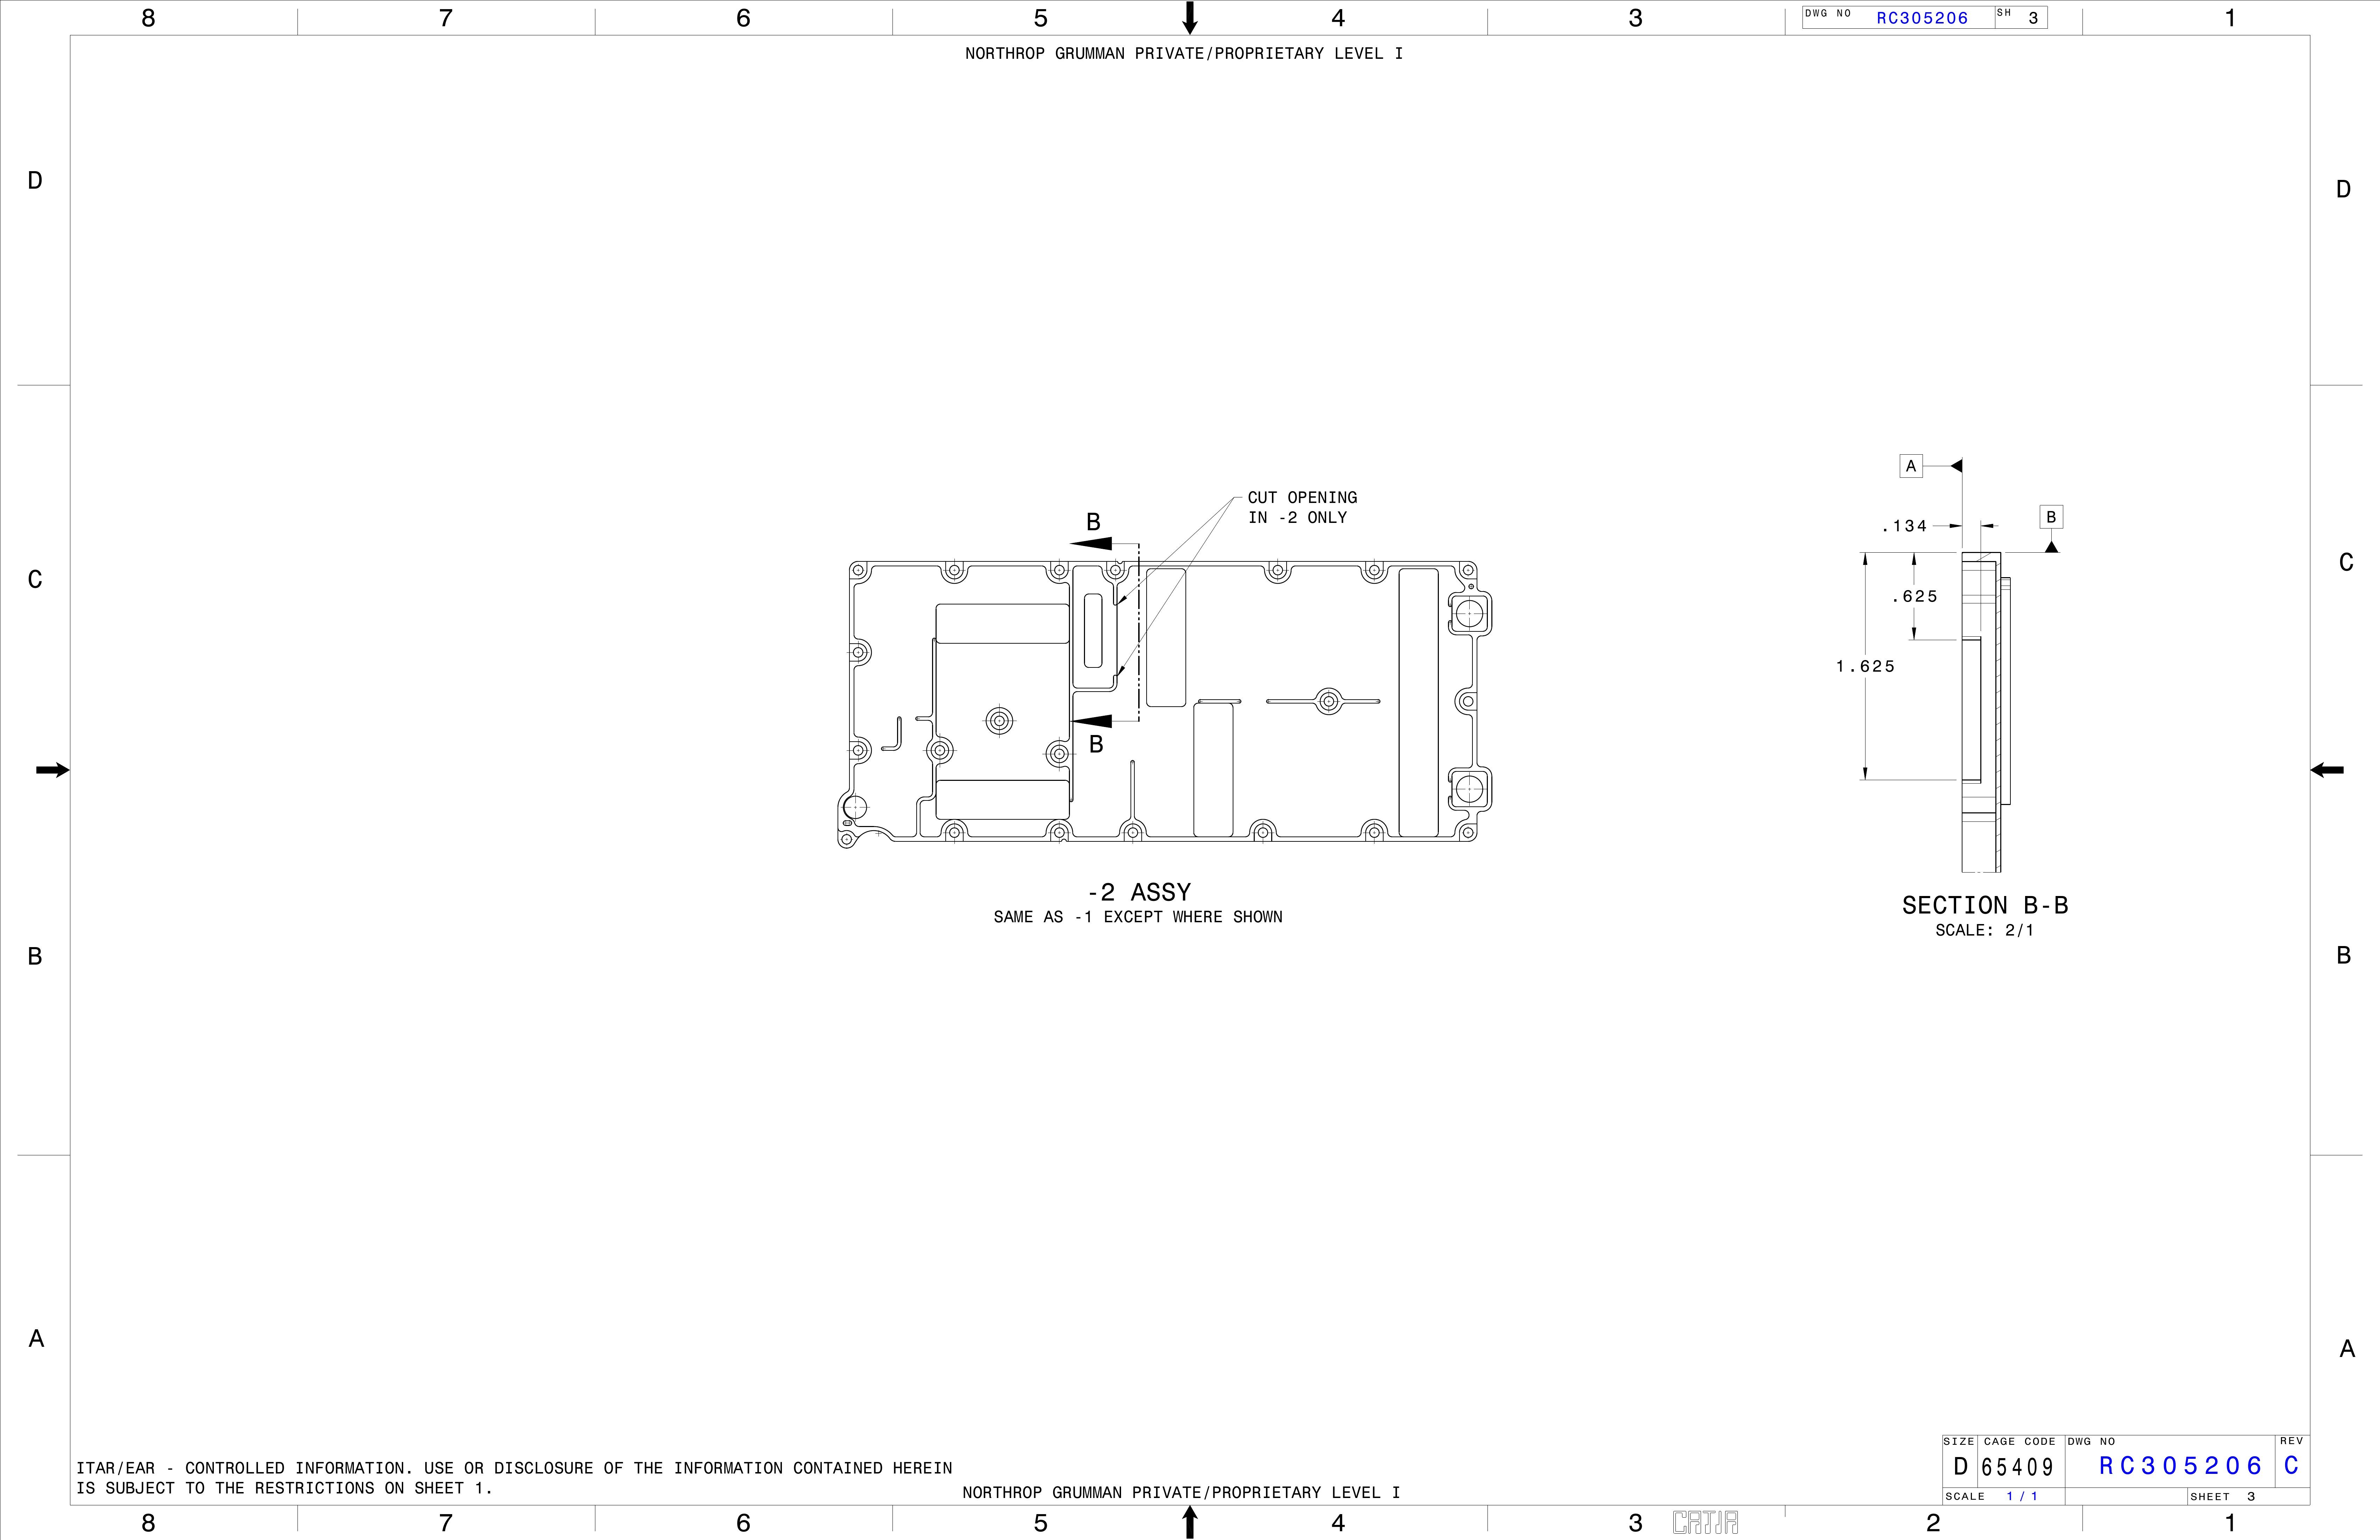 8 7 6 5 4 3 DWG NO RC305206 SH 3 1
NORTHROP GRUMMAN PRIVATE/PROPRIETARY LEVEL I
D D
A
CUT OPENING
IN -2 ONLY
B
B
.134
C C
.625
1.625
B
-2 ASSY
SAME AS -1 EXCEPT WHERE SHOWN
SECTION B-B
SCALE: 2/1
B B
A A
ITAR/EAR - CONTROLLED INFORMATION. USE OR DISCLOSURE OF THE INFORMATION CONTAINED HEREIN
IS SUBJECT TO THE RESTRICTIONS ON SHEET 1.
NORTHROP GRUMMAN PRIVATE/PROPRIETARY LEVEL I
SIZE CAGE CODE DWG NO REV
D 65409 RC305206 C
SCALE 1/1 SHEET 3
8 7 6 5 4 3 CATIA 2 1